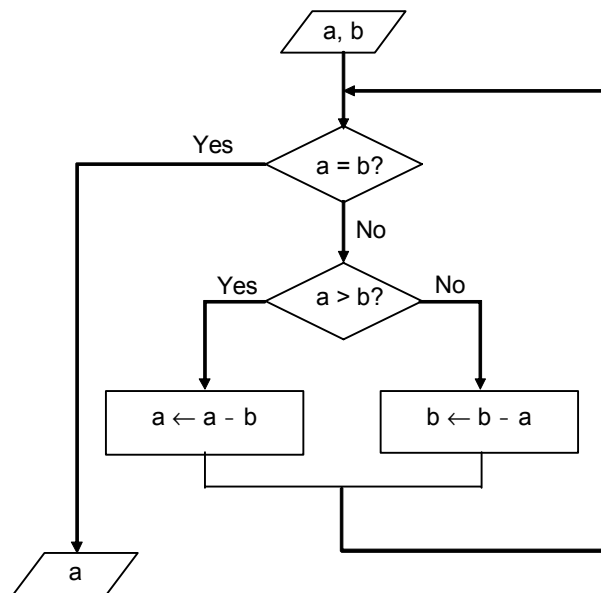 a, b
Yes
a = b?
No
Yes
a > b?
No
a ← a - b
b ← b - a
a